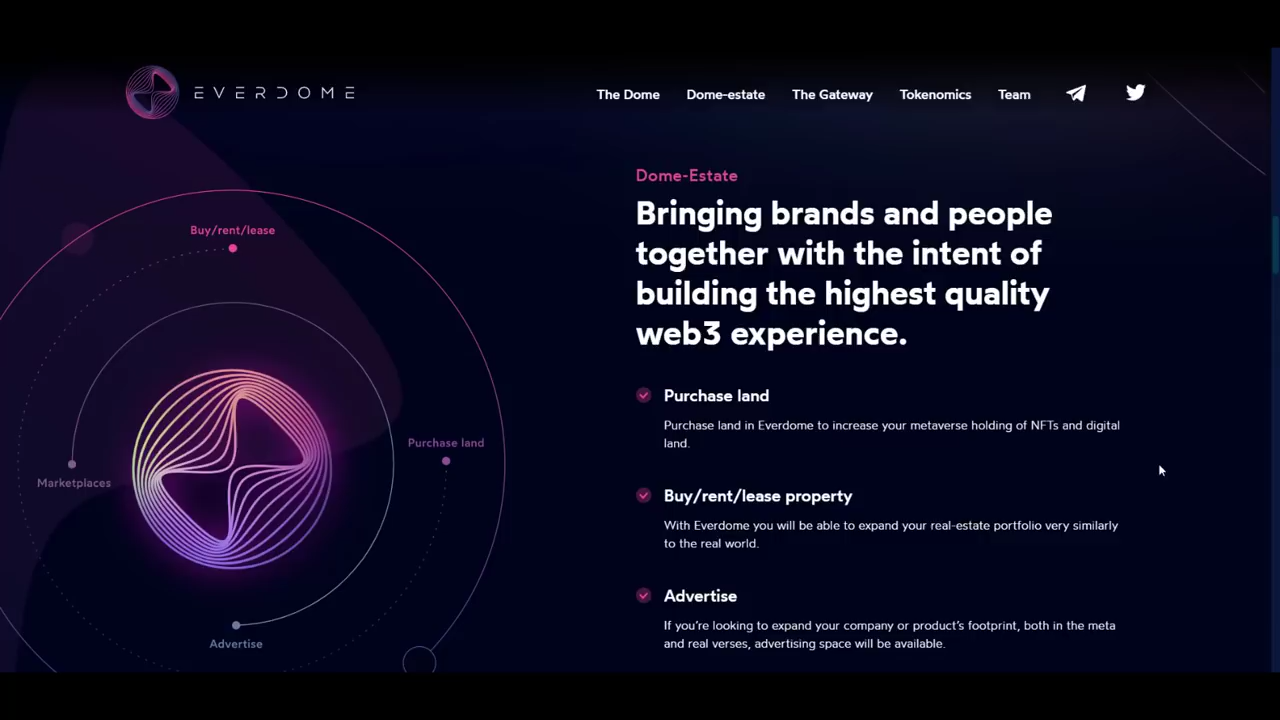 EVERDOME
The Dome Dome-estate The Gateway Tokenomics Team
Dome-Estate
Bringing brands and people
together with the intent of
building the highest quality
web3 experience.
Purchase land
Purchase land in Everdome to increase your metaverse holding of NFTs and digital
land.
Buy/rent/lease property
With Everdome you will be able to expand your real-estate portfolio very similarly
to the real world.
Advertise
If you’re looking to expand your company or product’s footprint, both in the meta
and real verses, advertising space will be available.
Buy/rent/lease
Purchase land
Marketplaces
Advertise